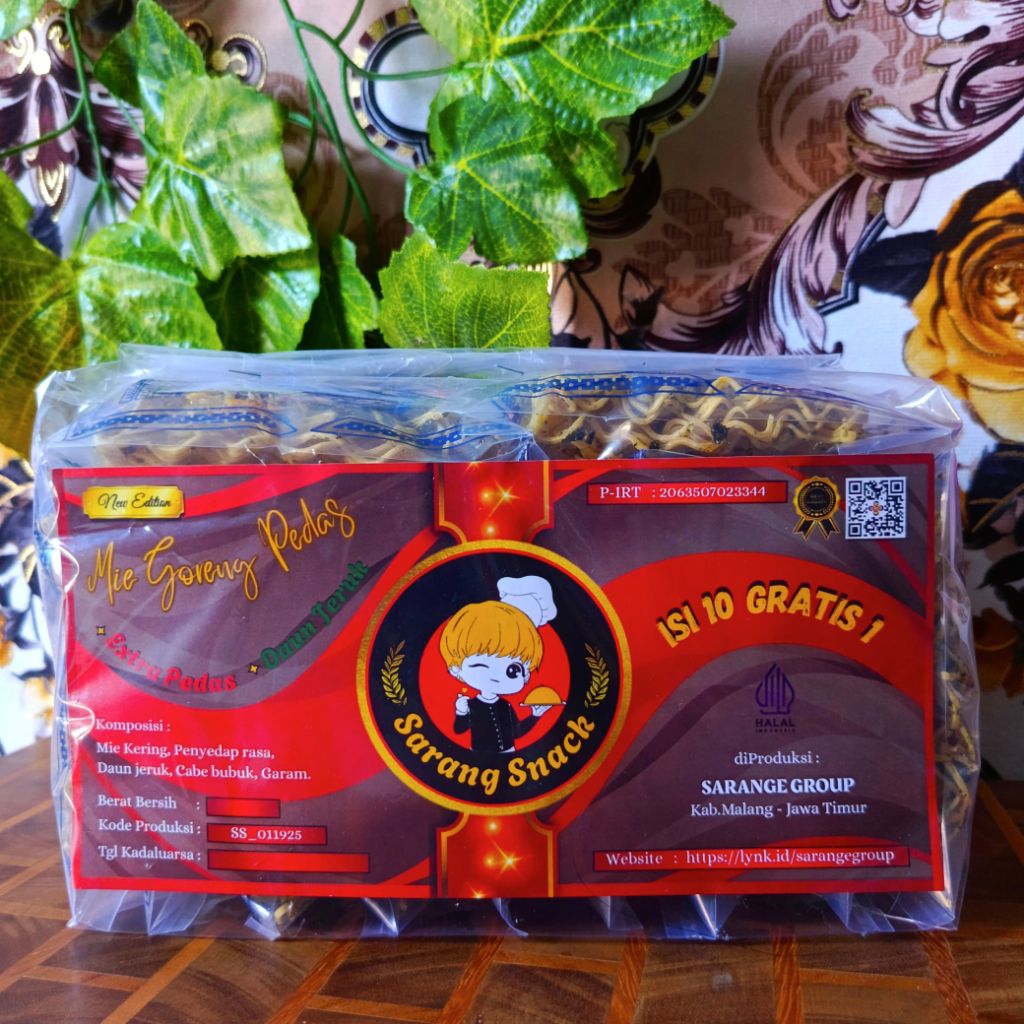 New Edition
Mie Goreng Pedas
Extra Pedas
Daun Jeruk
Komposisi :
Mie Kering, Penyedap rasa,
Daun jeruk, Cabe bubuk, Garam.
Berat Bersih :
Kode Produksi : SS_011925
Tgl Kadaluarsa :
Sarang Snack
P-IRT : 2063507023344
ISI 10 GRATIS 1
HALAL
INDONESIA
diProduksi :
SARANGE GROUP
Kab.Malang - Jawa Timur
Website : https://lynk.id/sarangegroup